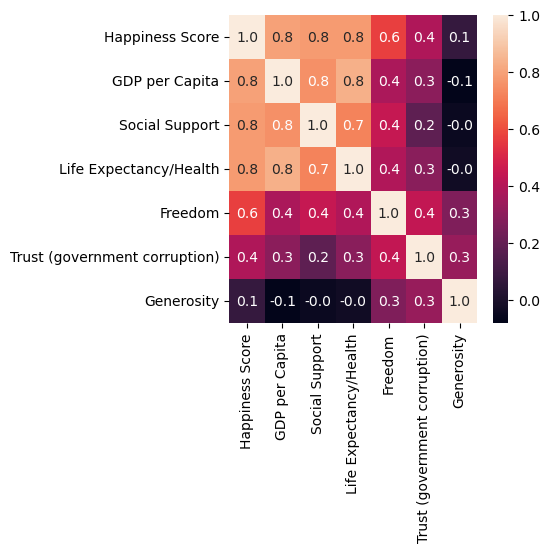 Happiness Score 1.0 0.8 0.8 0.8 0.6 0.4 0.1
GDP per Capita 0.8 1.0 0.8 0.8 0.4 0.3 -0.1
Social Support 0.8 0.8 1.0 0.7 0.4 0.2 -0.0
Life Expectancy/Health 0.8 0.8 0.7 1.0 0.4 0.3 -0.0
Freedom 0.6 0.4 0.4 0.4 1.0 0.4 0.3
Trust (government corruption) 0.4 0.3 0.2 0.3 0.4 1.0 0.3
Generosity 0.1 -0.1 -0.0 -0.0 0.3 0.3 1.0
Happiness Score
GDP per Capita
Social Support
Life Expectancy/Health
Freedom
Trust (government corruption)
Generosity
1.0
0.8
0.6
0.4
0.2
0.0